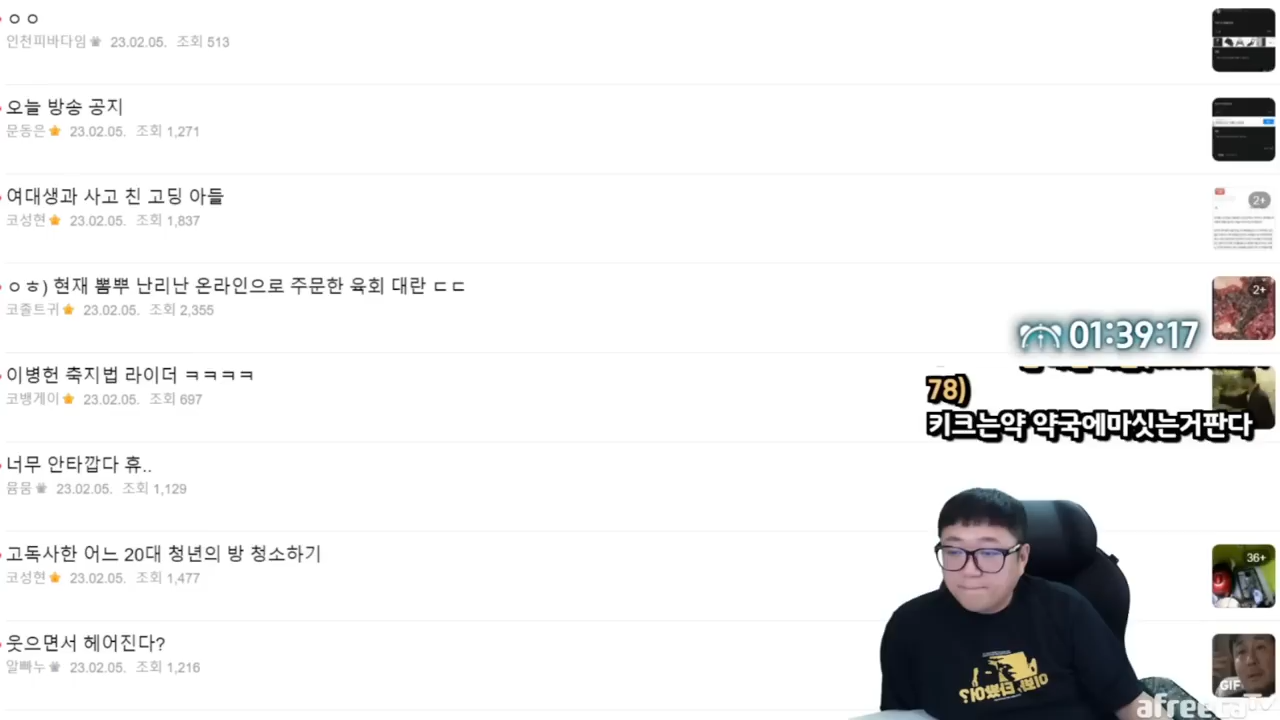 ㅇㅇ
인천피바다임 23.02.05. 조회 513
오늘 방송 공지
문동은 23.02.05. 조회 1,271
여대생과 사고 친 고딩 아들
코성현 23.02.05. 조회 1,837
2+
ㅇㅎ) 현재 뽐뿌 난리난 온라인으로 주문한 육회 대란 ㄷㄷ
코졸트귀 23.02.05. 조회 2,355
2+
01:39:17
이병헌 축지법 라이더 ㅋㅋㅋㅋ
코뱅게이 23.02.05. 조회 697
78)
키크는약 약국에마싯는거판다
너무 안타깝다 휴..
윰뭄 23.02.05. 조회 1,129
고독사한 어느 20대 청년의 방 청소하기
코성현 23.02.05. 조회 1,477
36+
웃으면서 헤어진다?
알빠누 23.02.05. 조회 1,216
GIF
afreecaTV